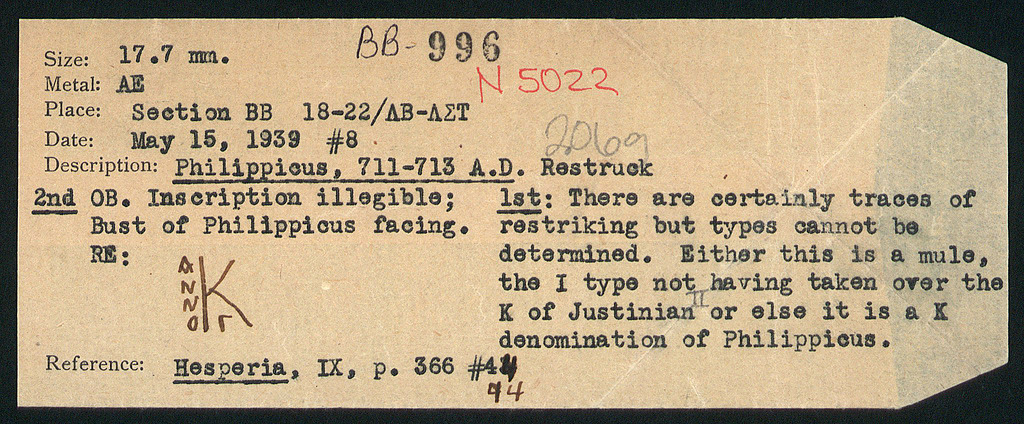 BB- 996
Size: 17.7 mm.
N 5022
Metal: AE
Place: Section BB 18-22/ΛB-ΛΣT
Date: May 15, 1939 #8
2069
Description: Philippicus, 711-713 A.D. Restruck
2nd OB. Inscription illegible;
Bust of Philippicus facing.
RE:
ANNO K Γ
1st: There are certainly traces of
restriking but types cannot be
determined. Either this is a mule,
the I type not having taken over the
K of Justinian II or else it is a K
denomination of Philippicus.
Reference: Hesperia, IX, p. 366 #44
44